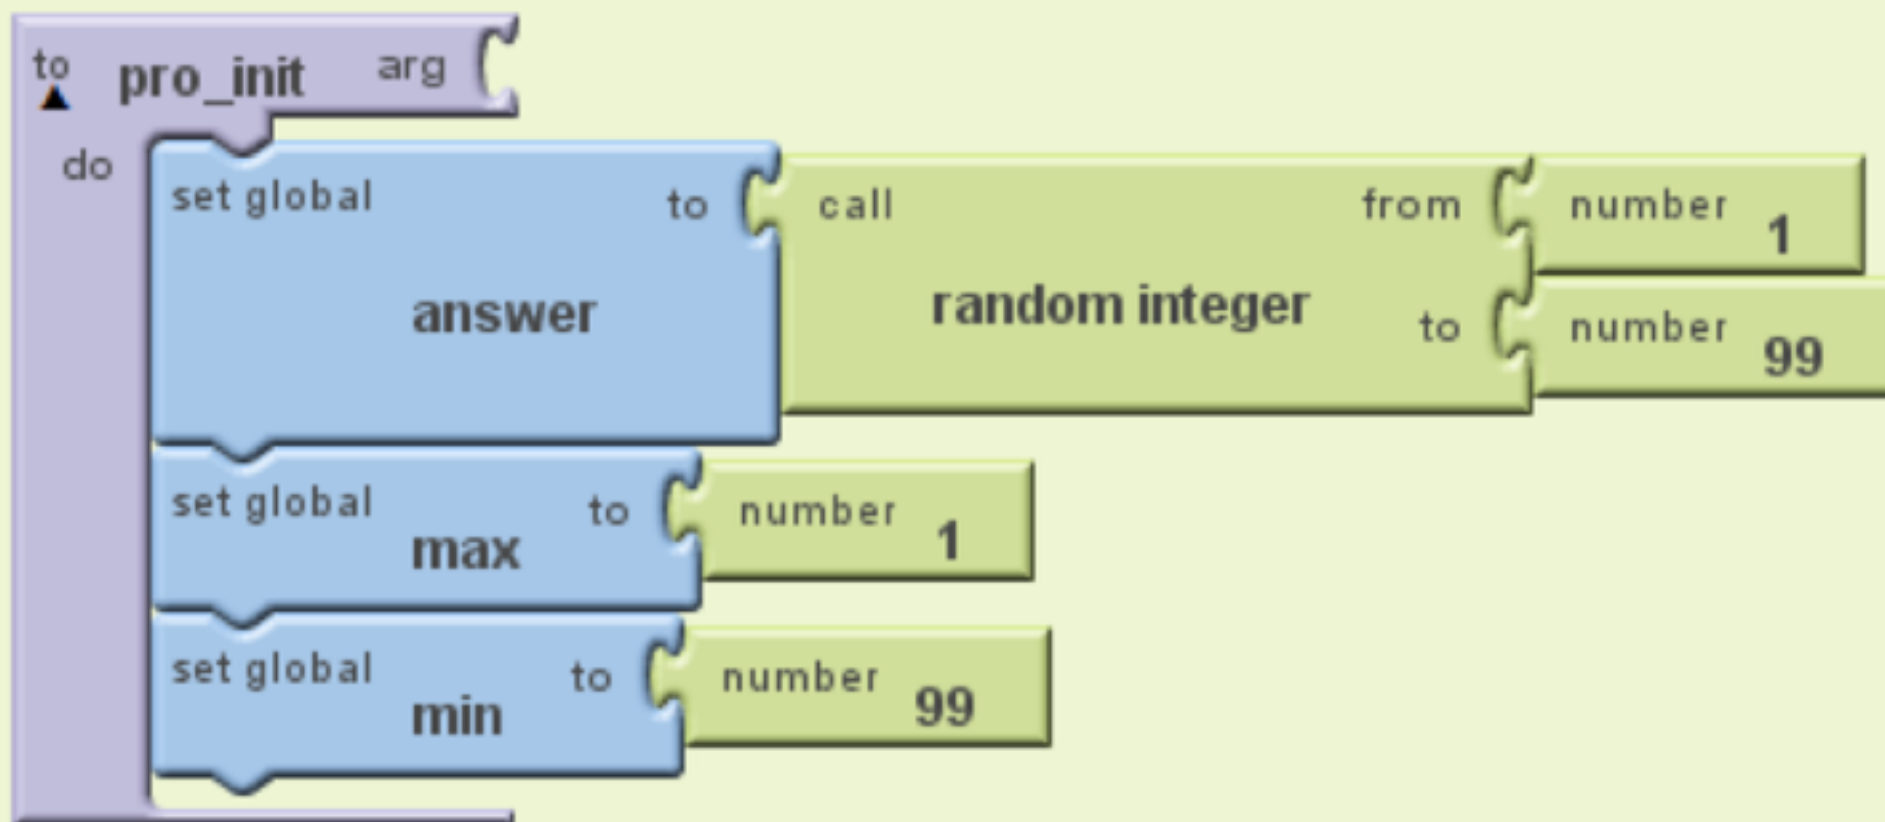 to pro_init arg
do
set global answer to
call random integer from
number 1
to
number 99
set global max to
number 1
set global min to
number 99